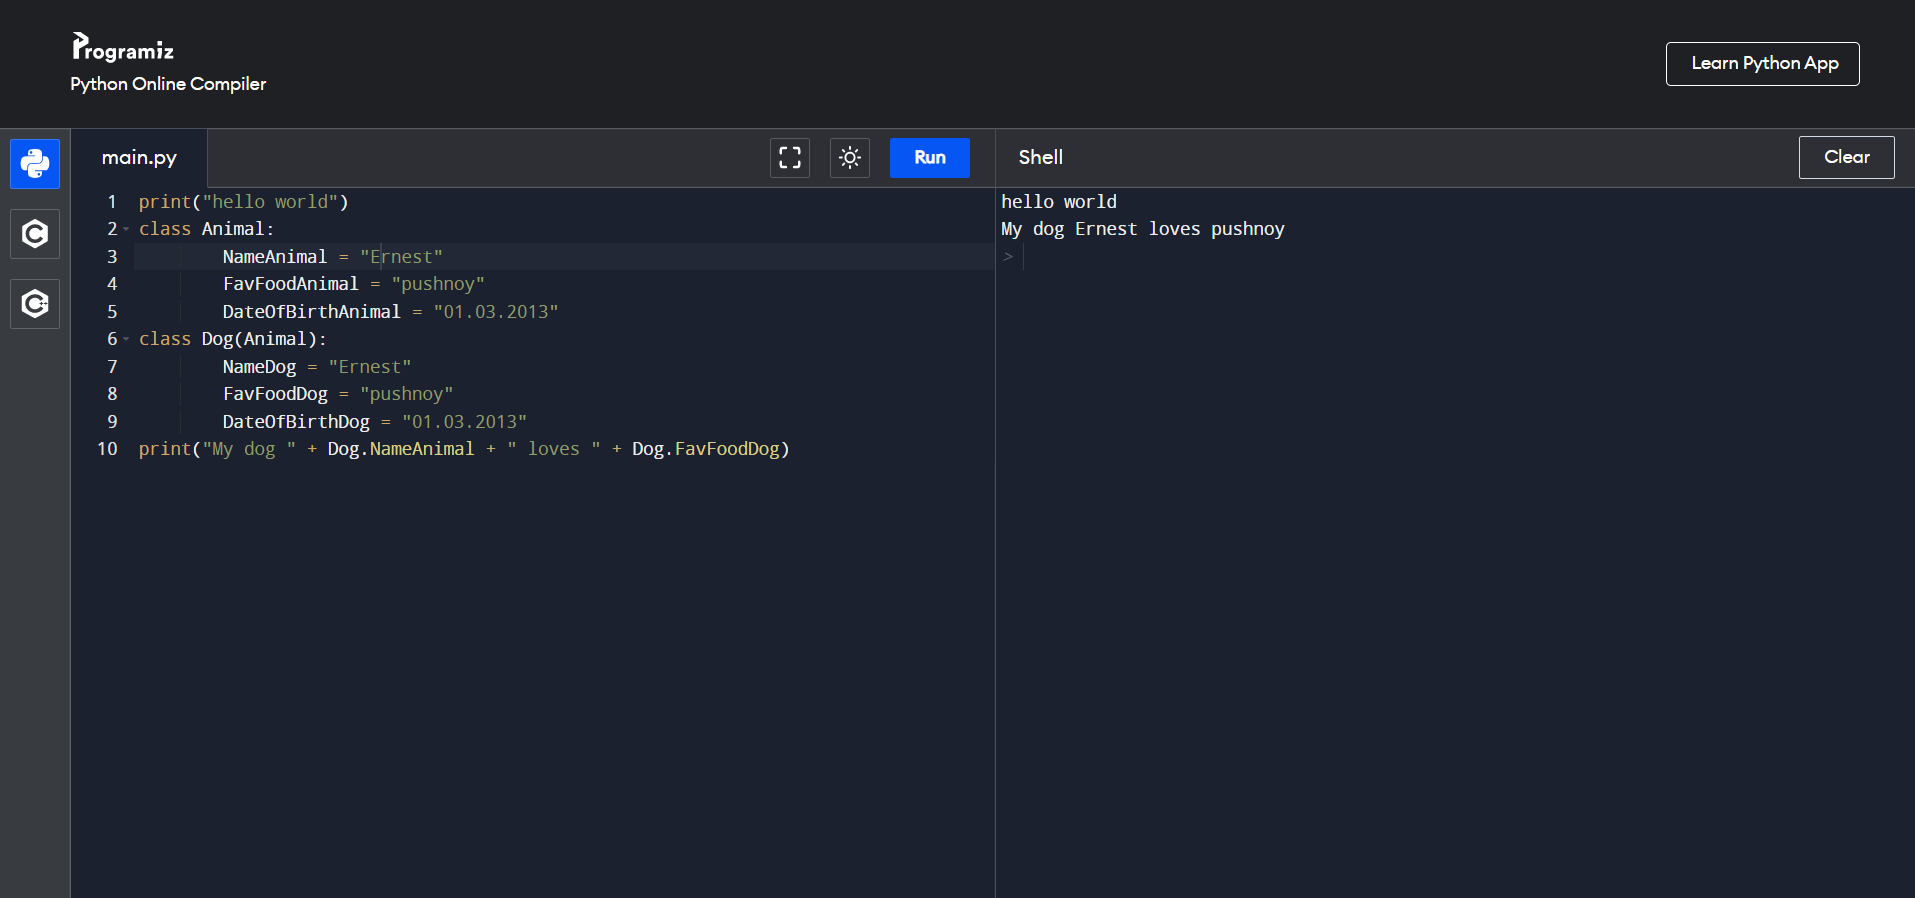 Programiz
Python Online Compiler
Learn Python App
main.py
Run
Shell
Clear
1 print("hello world")
2 class Animal:
3 NameAnimal = "Ernest"
4 FavFoodAnimal = "pushnoy"
5 DateOfBirthAnimal = "01.03.2013"
6 class Dog(Animal):
7 NameDog = "Ernest"
8 FavFoodDog = "pushnoy"
9 DateOfBirthDog = "01.03.2013"
10 print("My dog " + Dog.NameAnimal + " loves " + Dog.FavFoodDog)
hello world
My dog Ernest loves pushnoy
>